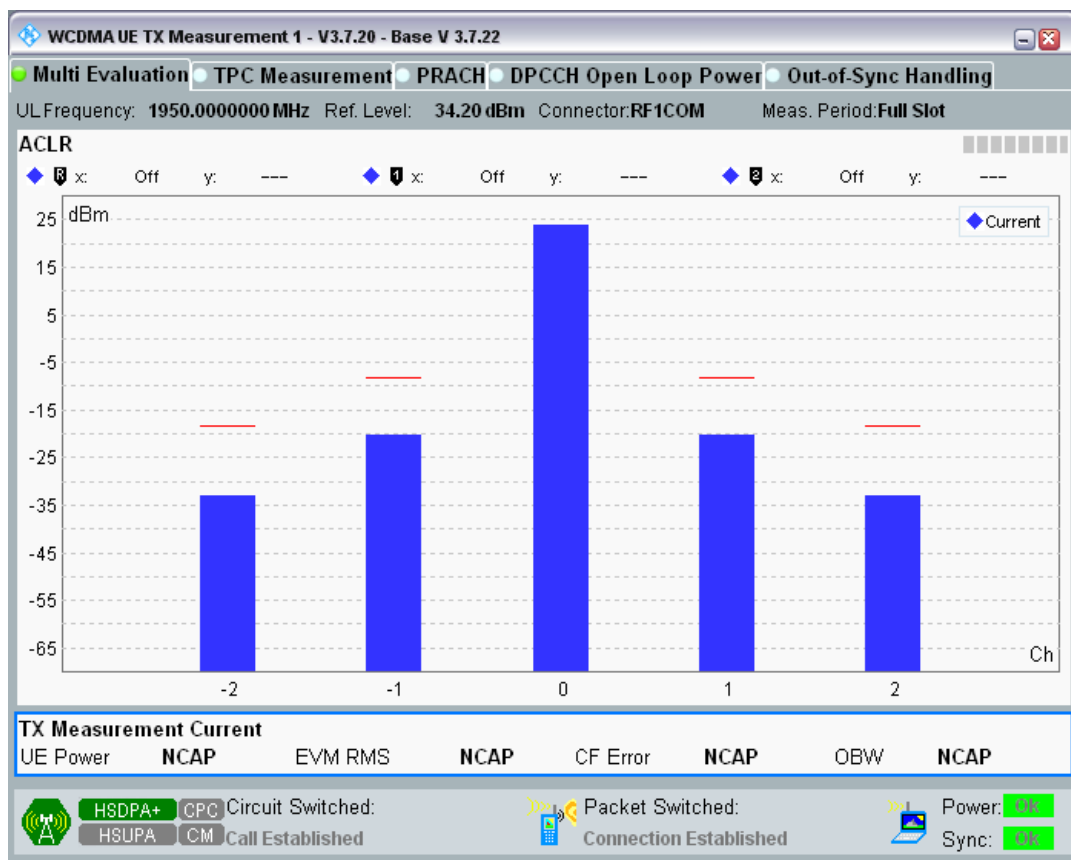 WCDMA UE TX Measurement 1 - V3.7.20 - Base V 3.7.22
Multi Evaluation TPC Measurement PRACH DPCCH Open Loop Power Out-of-Sync Handling
UL Frequency: 1950.0000000 MHz Ref. Level: 34.20 dBm Connector: RF1COM Meas. Period: Full Slot
ACLR
R x: Off y: --- 1 x: Off y: --- 2 x: Off y: ---
dBm
Current
25
15
5
-5
-15
-25
-35
-45
-55
-65
Ch
-2 -1 0 1 2
TX Measurement Current
UE Power NCAP EVM RMS NCAP CF Error NCAP OBW NCAP
HSDPA+ CPC Circuit Switched: Packet Switched: Power: OK
HSUPA CM Call Established Connection Established Sync: OK